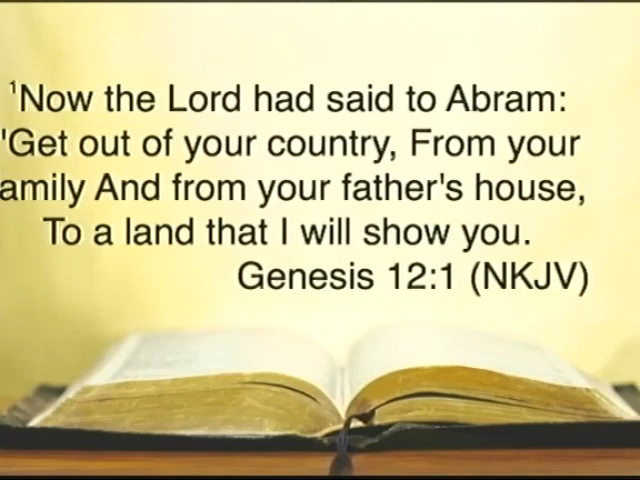 ¹Now the Lord had said to Abram:
"Get out of your country, From your
amily And from your father's house,
To a land that I will show you.
Genesis 12:1 (NKJV)